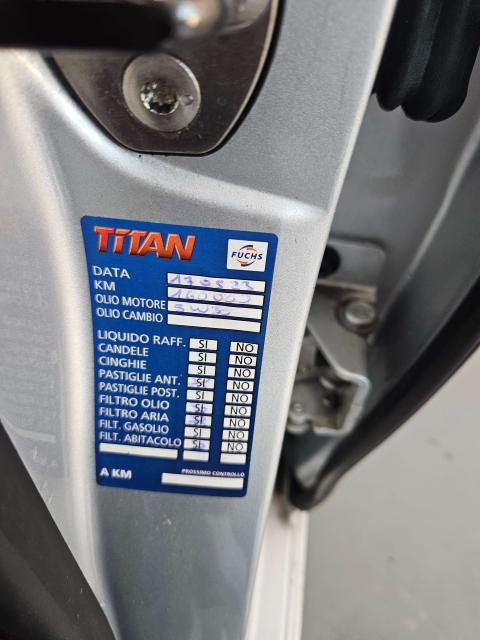 TITAN
FUCHS
DATA
KM 160000
OLIO MOTORE
OLIO CAMBIO
LIQUIDO RAFF. SI NO
CANDELE SI NO
CINGHIE SI NO
PASTIGLIE ANT. SI NO
PASTIGLIE POST. SI NO
FILTRO OLIO SI NO
FILTRO ARIA SI NO
FILT. GASOLIO SI NO
FILT. ABITACOLO SI NO
PROSSIMO CONTROLLO
A KM